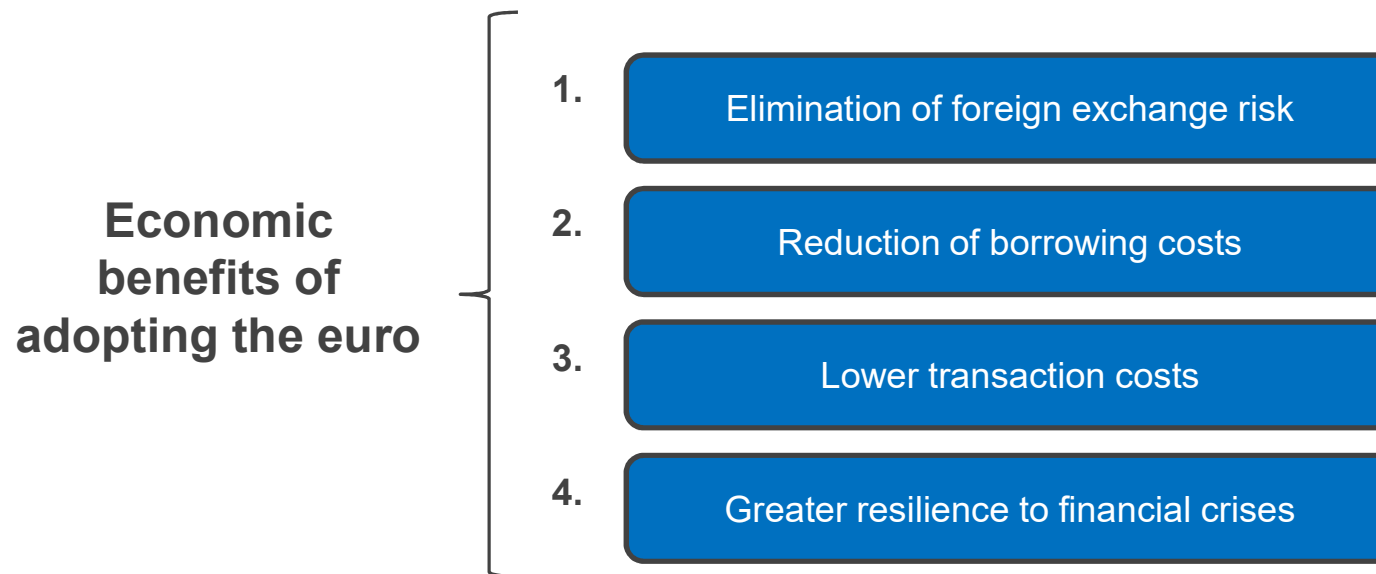 Economic
benefits of
adopting the euro
1.
Elimination of foreign exchange risk
2.
Reduction of borrowing costs
3.
Lower transaction costs
4.
Greater resilience to financial crises